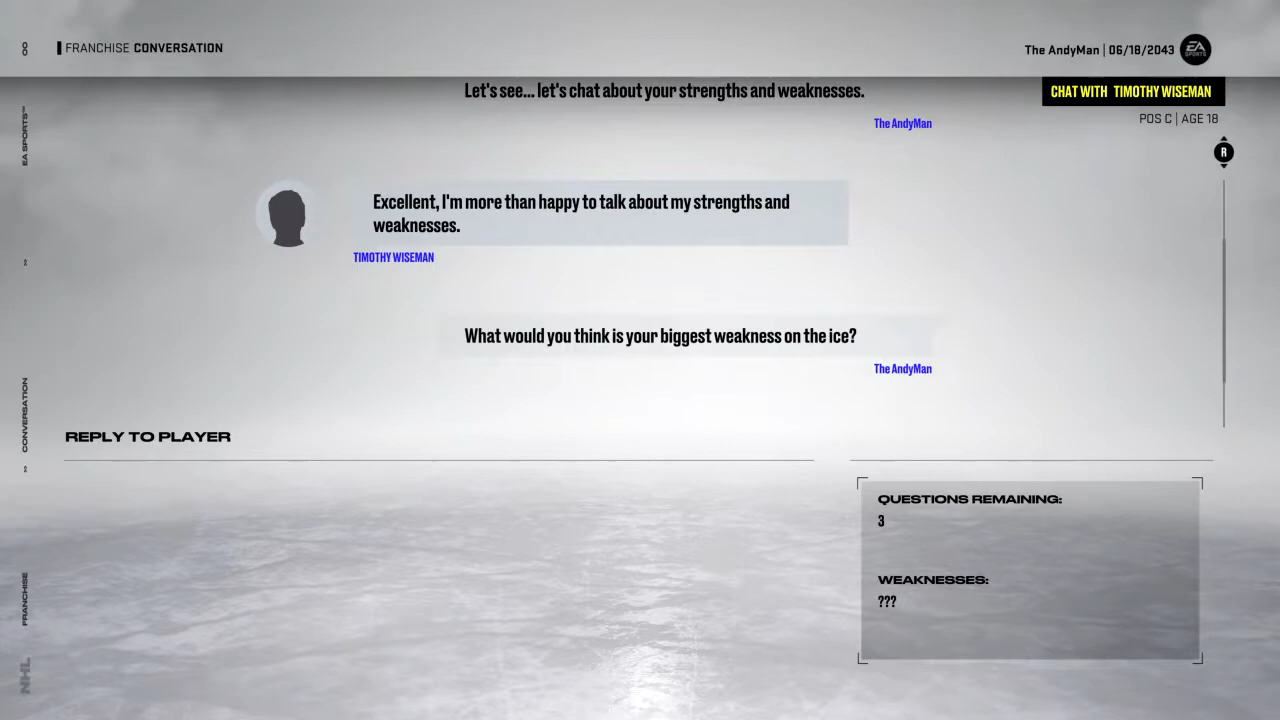 FRANCHISE CONVERSATION
The AndyMan | 06/18/2043
EA
SPORTS
Let's see... let's chat about your strengths and weaknesses.
CHAT WITH TIMOTHY WISEMAN
The AndyMan
POS C | AGE 18
R
Excellent, I'm more than happy to talk about my strengths and
weaknesses.
TIMOTHY WISEMAN
What would you think is your biggest weakness on the ice?
The AndyMan
REPLY TO PLAYER
QUESTIONS REMAINING:
3
WEAKNESSES:
???
EA SPORTS™
CONVERSATION
FRANCHISE
NHL